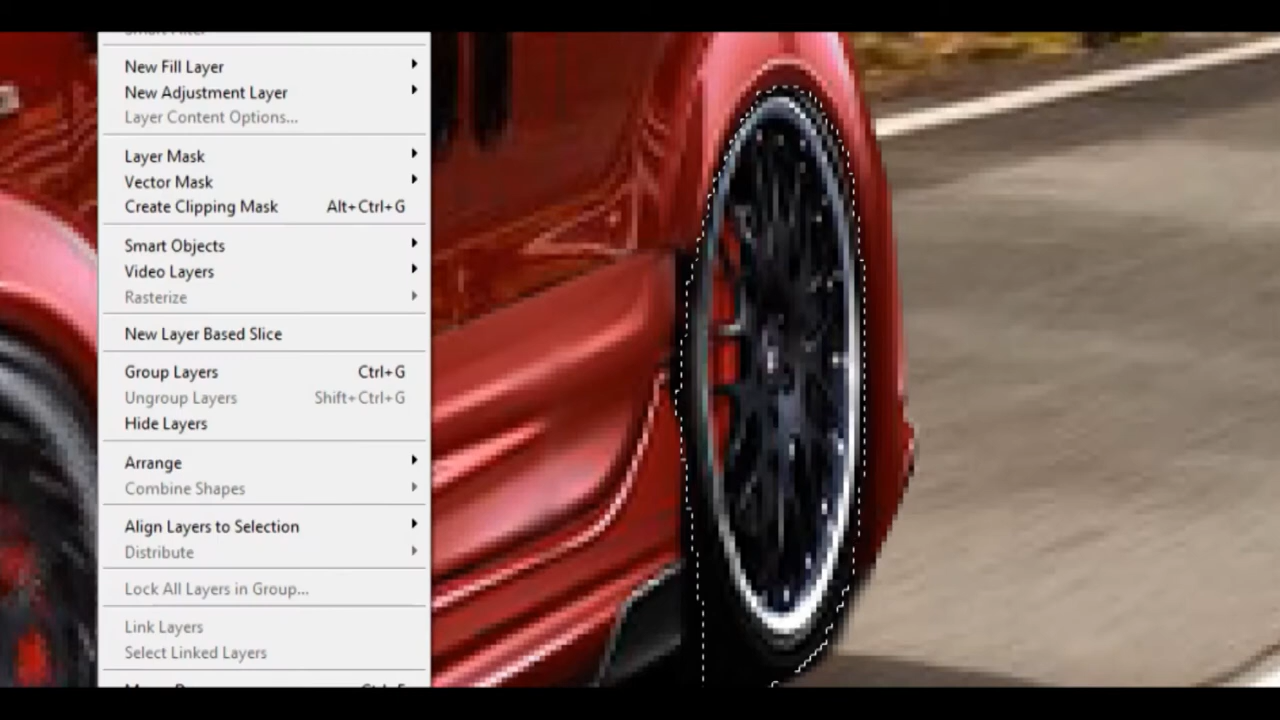 New Fill Layer
New Adjustment Layer
Layer Content Options...
Layer Mask
Vector Mask
Create Clipping Mask Alt+Ctrl+G
Smart Objects
Video Layers
Rasterize
New Layer Based Slice
Group Layers Ctrl+G
Ungroup Layers Shift+Ctrl+G
Hide Layers
Arrange
Combine Shapes
Align Layers to Selection
Distribute
Lock All Layers in Group...
Link Layers
Select Linked Layers